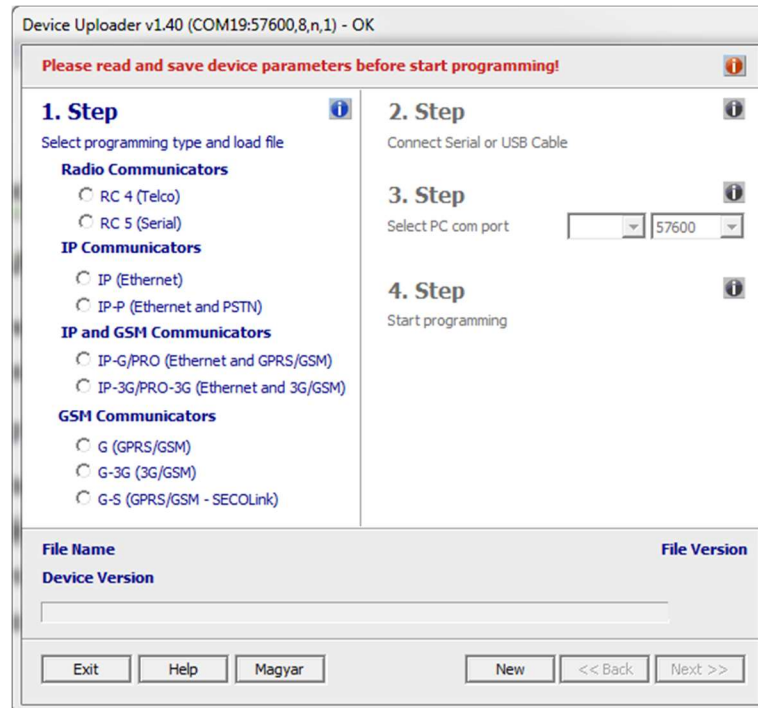 Device Uploader v1.40 (COM19:57600,8,n,1) - OK
Please read and save device parameters before start programming!
1. Step
Select programming type and load file
Radio Communicators
RC 4 (Telco)
RC 5 (Serial)
IP Communicators
IP (Ethernet)
IP-P (Ethernet and PSTN)
IP and GSM Communicators
IP-G/PRO (Ethernet and GPRS/GSM)
IP-3G/PRO-3G (Ethernet and 3G/GSM)
GSM Communicators
G (GPRS/GSM)
G-3G (3G/GSM)
G-S (GPRS/GSM - SECOLink)
2. Step
Connect Serial or USB Cable
3. Step
Select PC com port
57600
4. Step
Start programming
File Name
File Version
Device Version
Exit
Help
Magyar
New
<< Back
Next >>